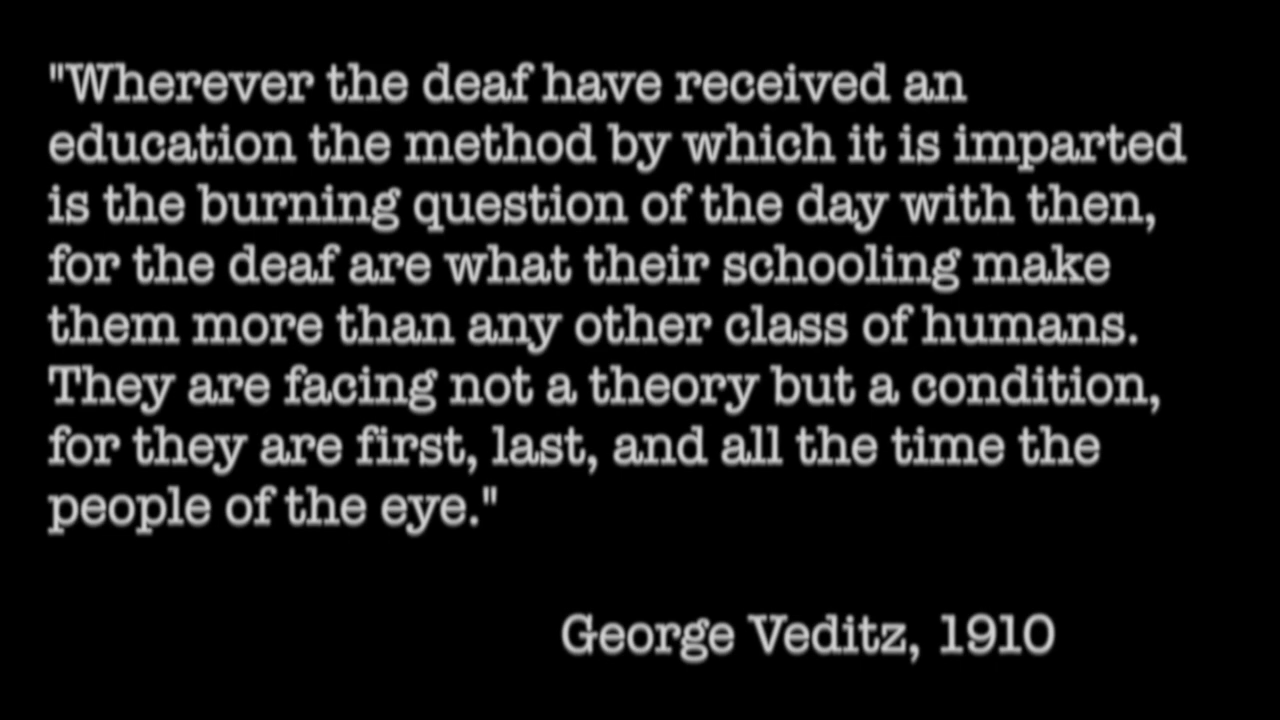 "Wherever the deaf have received an
education the method by which it is imparted
is the burning question of the day with then,
for the deaf are what their schooling make
them more than any other class of humans.
They are facing not a theory but a condition,
for they are first, last, and all the time the
people of the eye."
George Veditz, 1910